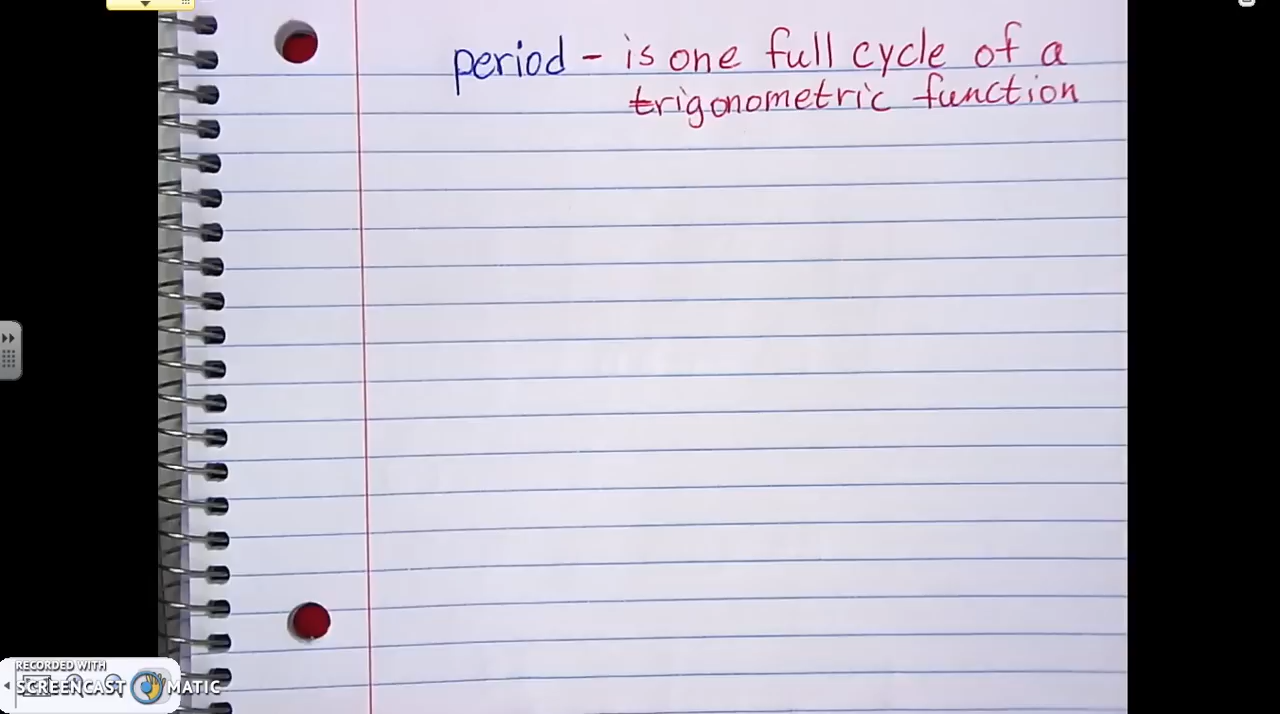 period - is one full cycle of a
trigonometric function
RECORDED WITH
SCREENCAST MATIC